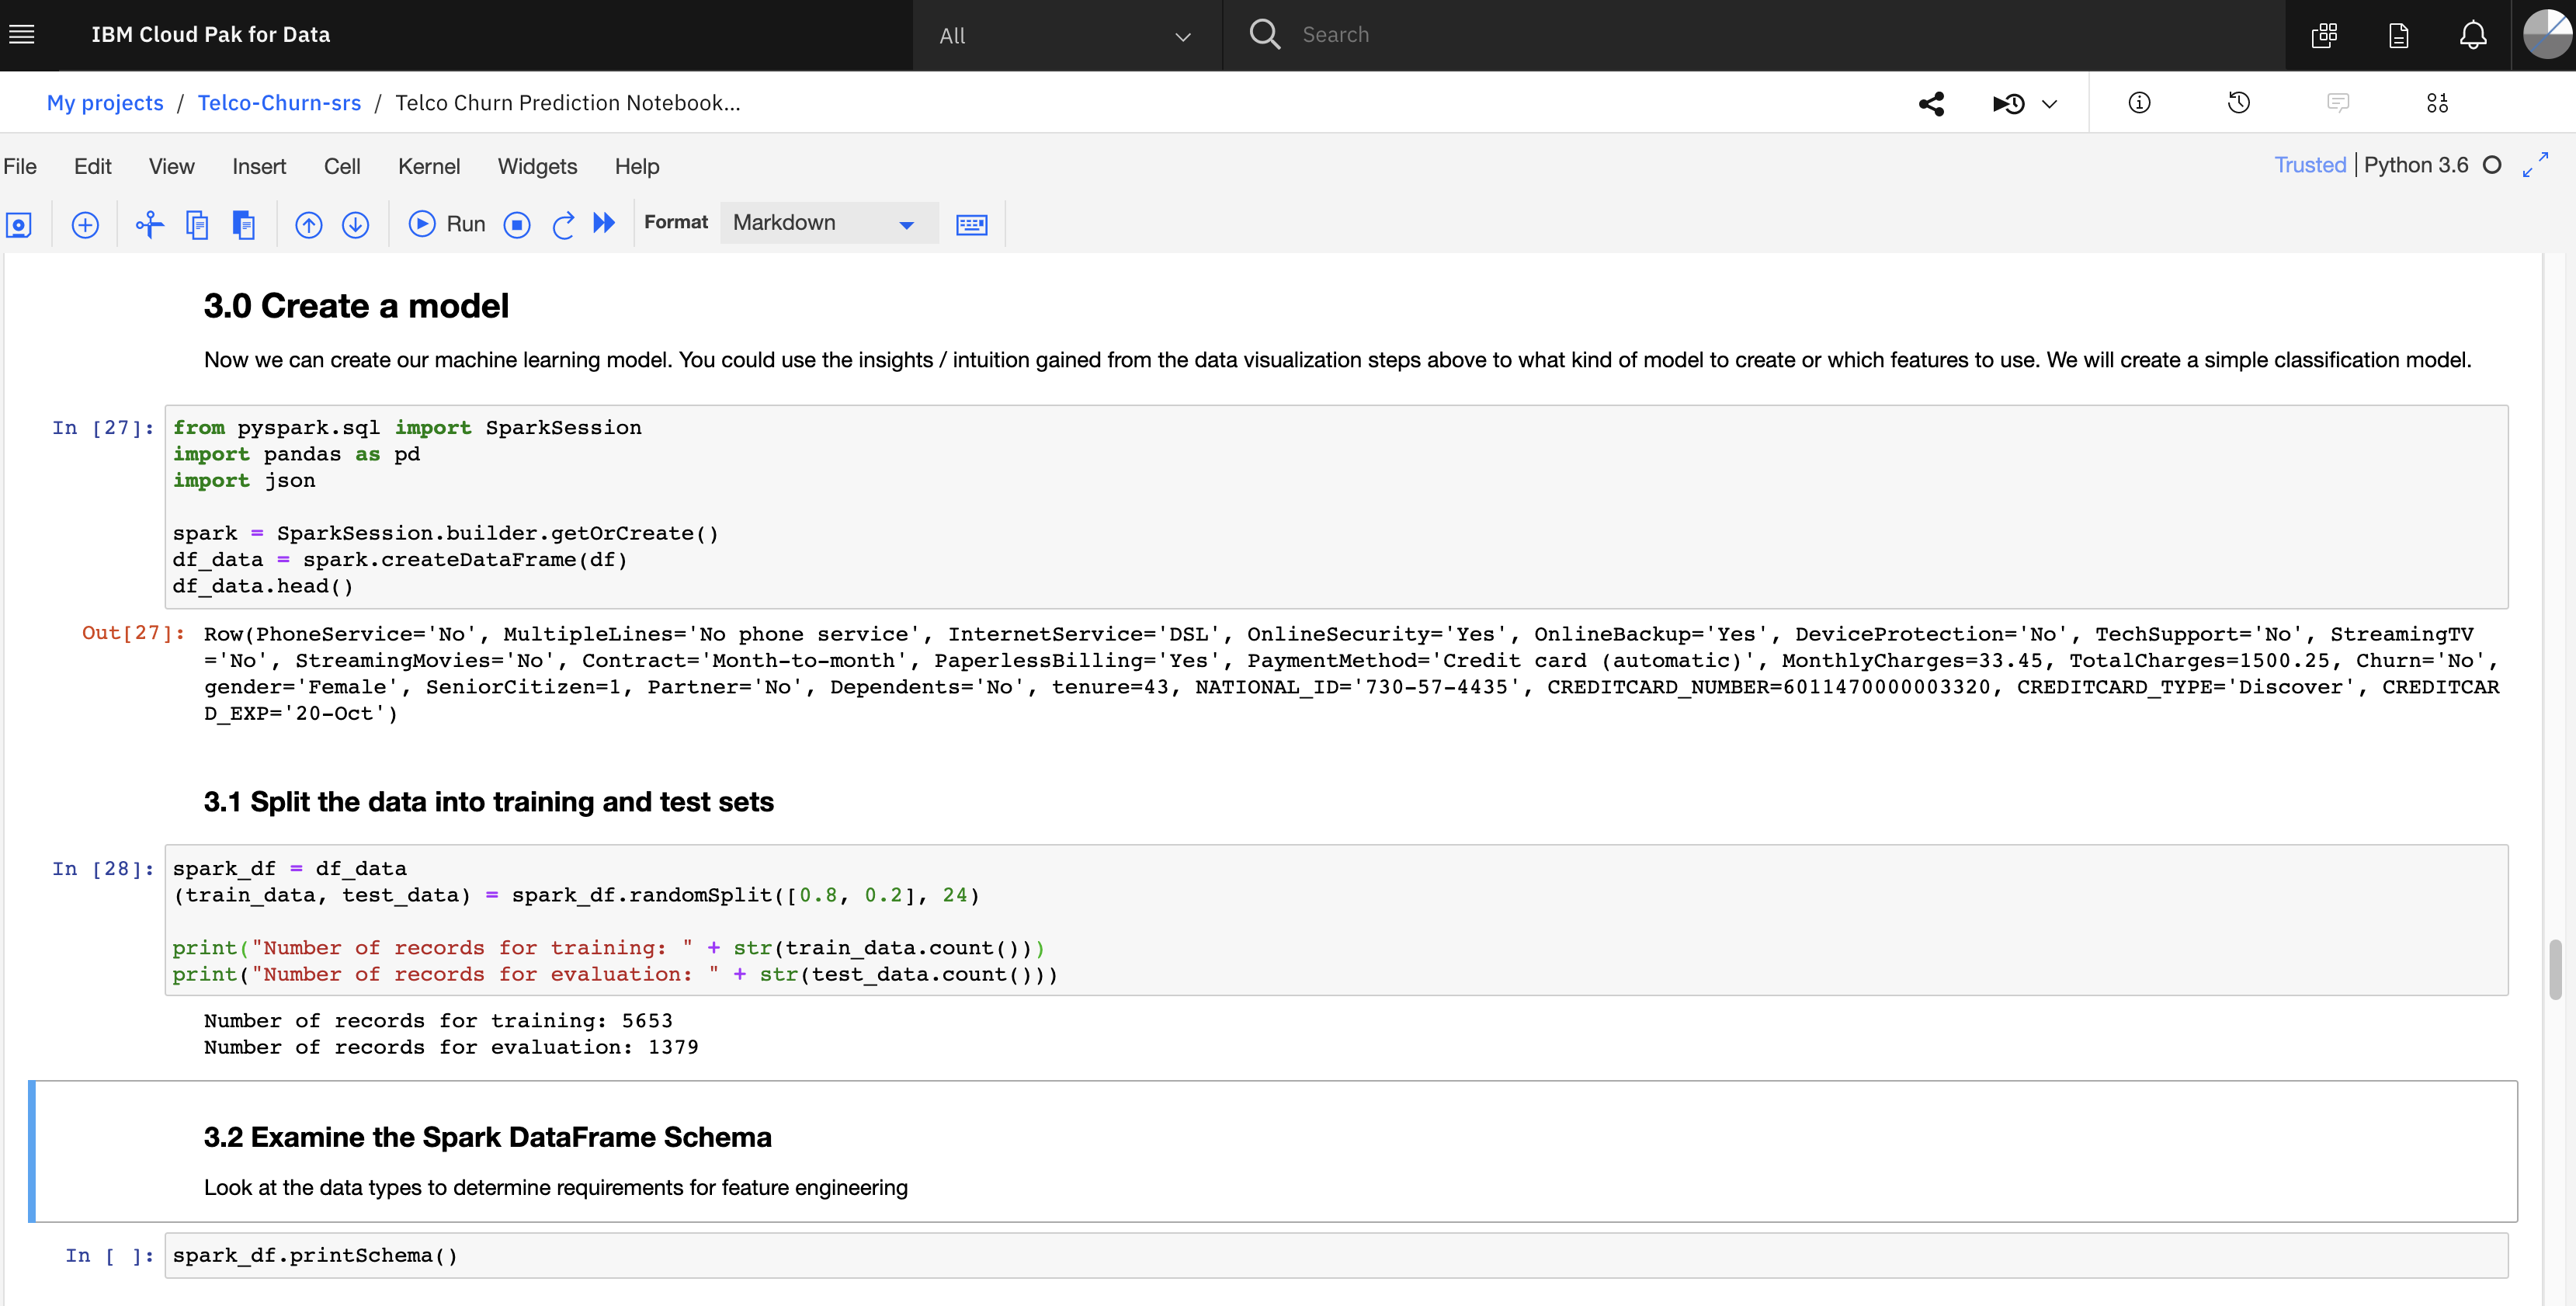 IBM Cloud Pak for Data
All
Search
My projects / Telco-Churn-srs / Telco Churn Prediction Notebook...
File Edit View Insert Cell Kernel Widgets Help
Trusted | Python 3.6
Run
Format
Markdown
3.0 Create a model
Now we can create our machine learning model. You could use the insights / intuition gained from the data visualization steps above to what kind of model to create or which features to use. We will create a simple classification model.
In [27]: from pyspark.sql import SparkSession
import pandas as pd
import json
spark = SparkSession.builder.getOrCreate()
df_data = spark.createDataFrame(df)
df_data.head()
Out[27]: Row(PhoneService='No', MultipleLines='No phone service', InternetService='DSL', OnlineSecurity='Yes', OnlineBackup='Yes', DeviceProtection='No', TechSupport='No', StreamingTV
='No', StreamingMovies='No', Contract='Month-to-month', PaperlessBilling='Yes', PaymentMethod='Credit card (automatic)', MonthlyCharges=33.45, TotalCharges=1500.25, Churn='No',
gender='Female', SeniorCitizen=1, Partner='No', Dependents='No', tenure=43, NATIONAL_ID='730-57-4435', CREDITCARD_NUMBER=6011470000003320, CREDITCARD_TYPE='Discover', CREDITCAR
D_EXP='20-Oct')
3.1 Split the data into training and test sets
In [28]: spark_df = df_data
(train_data, test_data) = spark_df.randomSplit([0.8, 0.2], 24)
print("Number of records for training: " + str(train_data.count()))
print("Number of records for evaluation: " + str(test_data.count()))
Number of records for training: 5653
Number of records for evaluation: 1379
3.2 Examine the Spark DataFrame Schema
Look at the data types to determine requirements for feature engineering
In [ ]: spark_df.printSchema()